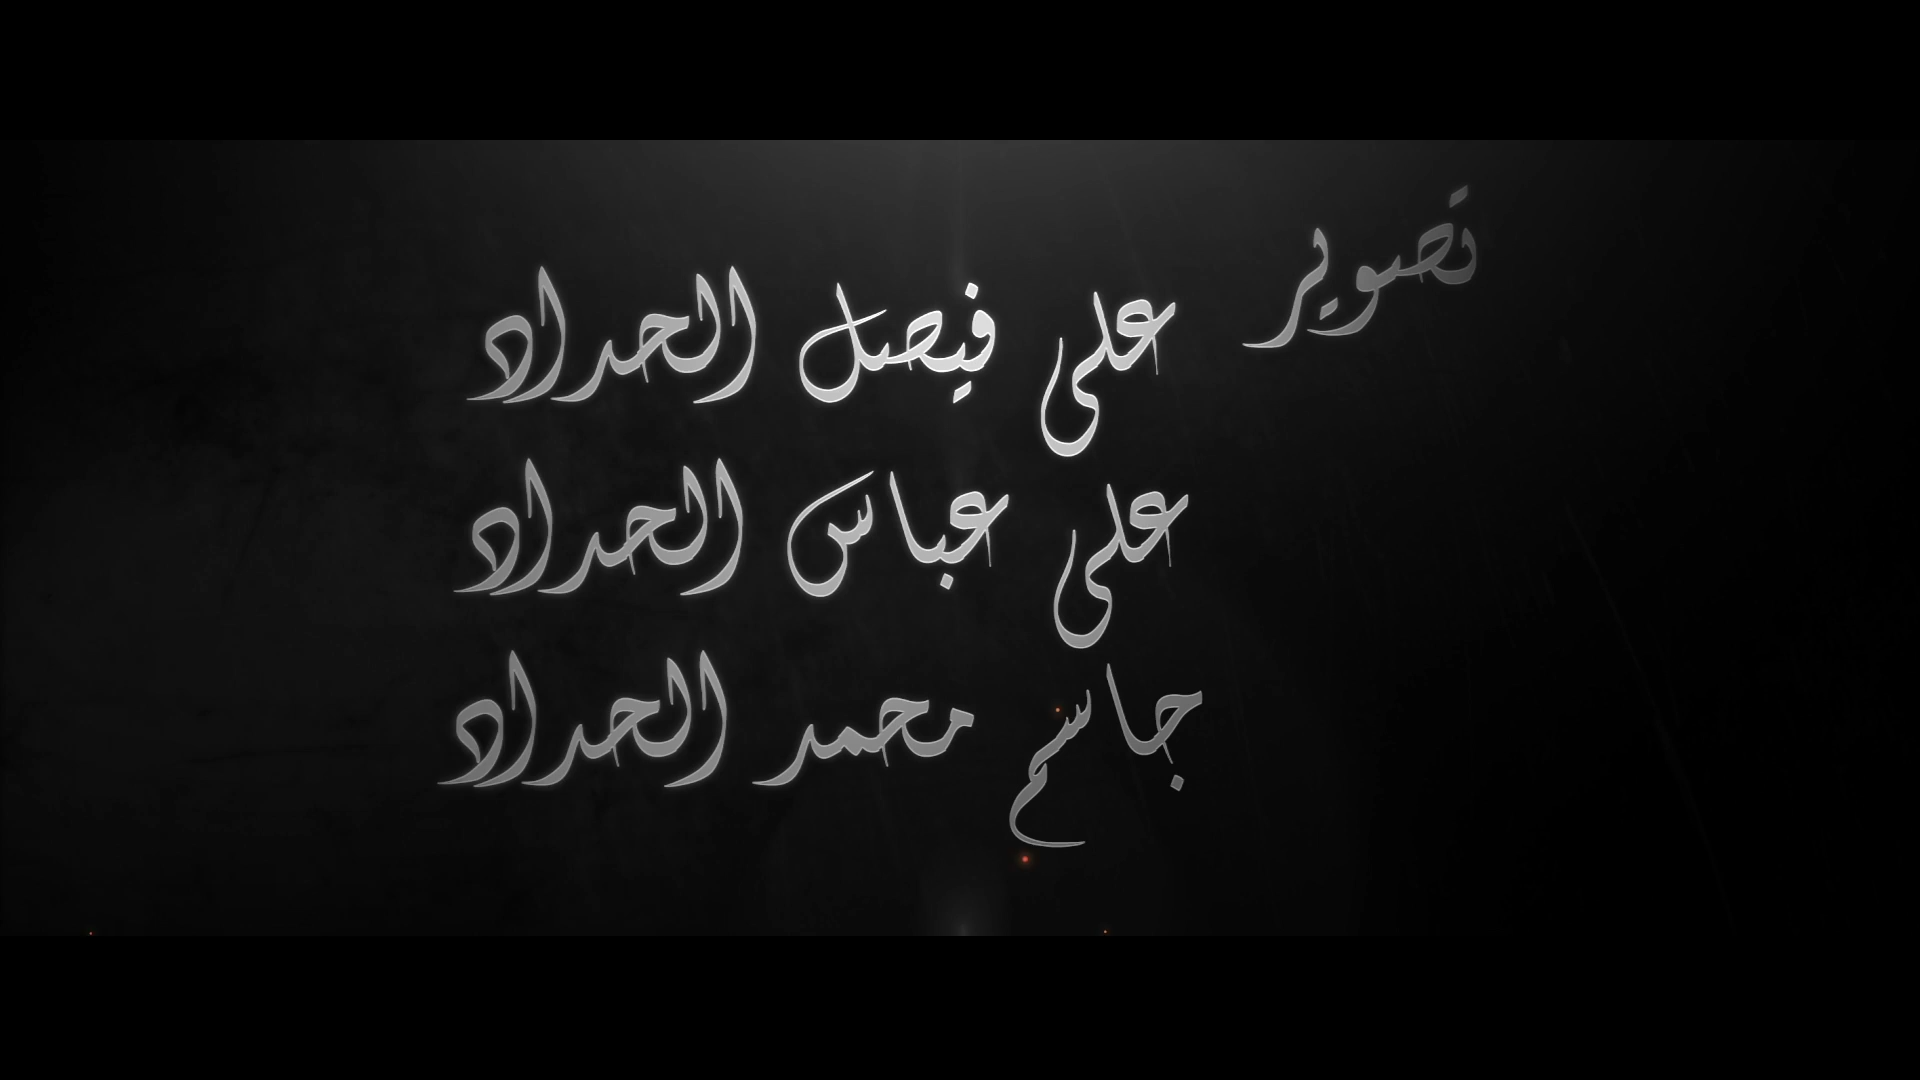 تصوير
علي فيصل الحداد
علي عباس الحداد
جاسم محمد الحداد